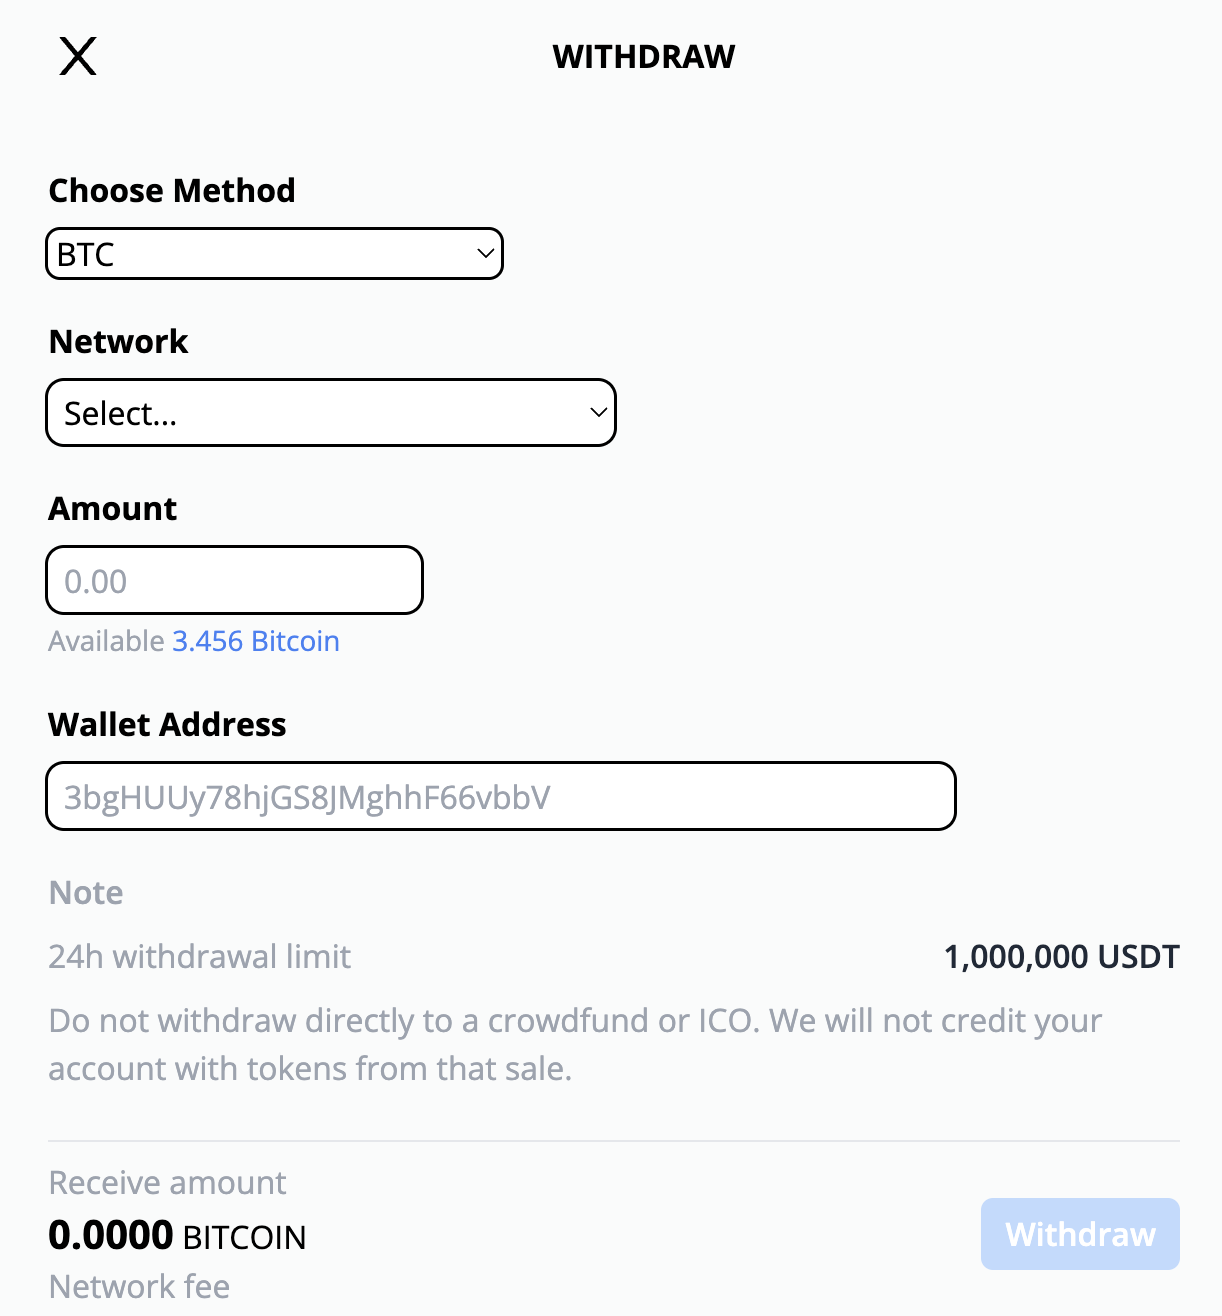 X
WITHDRAW
Choose Method
BTC
Network
Select...
Amount
0.00
Available 3.456 Bitcoin
Wallet Address
3bgHUUy78hjGS8JMghhF66vbbV
Note
24h withdrawal limit 1,000,000 USDT
Do not withdraw directly to a crowdfund or ICO. We will not credit your
account with tokens from that sale.
Receive amount
0.0000 BITCOIN
Withdraw
Network fee